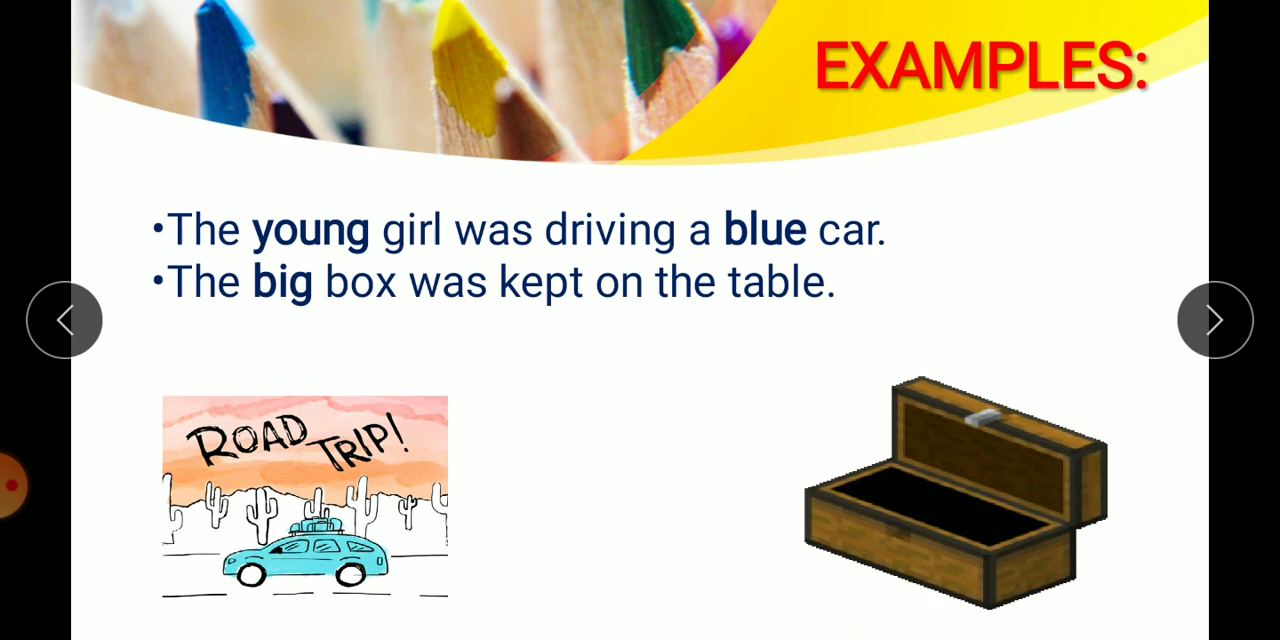 EXAMPLES:
•The young girl was driving a blue car.
•The big box was kept on the table.
ROAD TRIP!